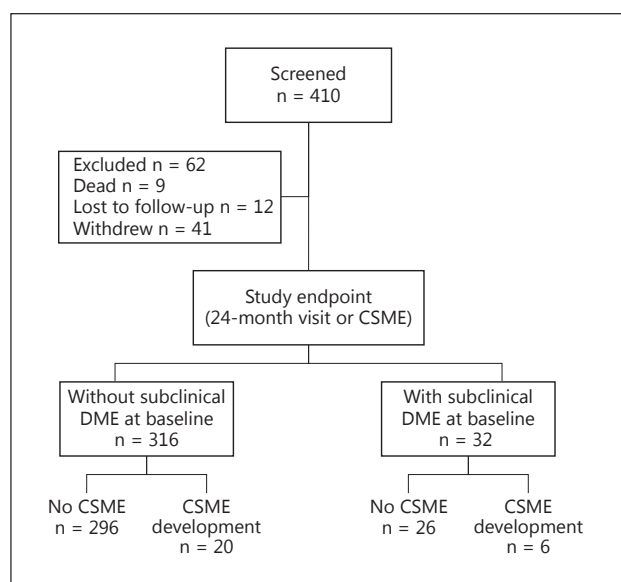 Screened
n = 410
Excluded n = 62
Dead n = 9
Lost to follow-up n = 12
Withdrew n = 41
Study endpoint
(24-month visit or CSME)
Without subclinical
DME at baseline
n = 316
With subclinical
DME at baseline
n = 32
No CSME
n = 296
CSME
development
n = 20
No CSME
n = 26
CSME
development
n = 6